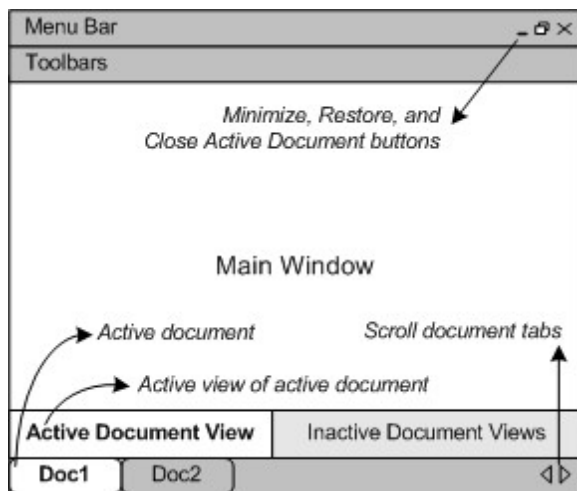 Menu Bar
Toolbars
Minimize, Restore, and
Close Active Document buttons
Main Window
Active document
Scroll document tabs
Active view of active document
Active Document View
Inactive Document Views
Doc1
Doc2